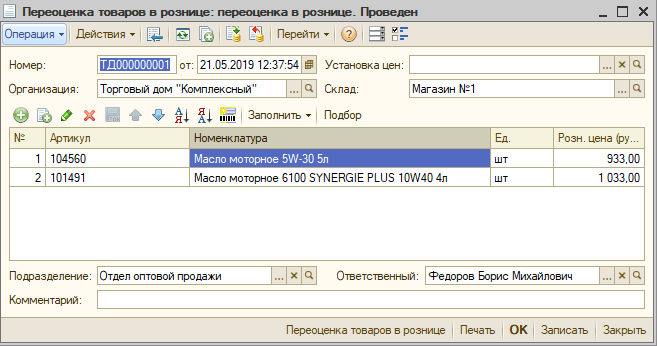 Переоценка товаров в рознице: переоценка в рознице. Проведен
Операция Действия Перейти
Номер: ТД000000001 от: 21.05.2019 12:37:54 Установка цен:
Организация: Торговый дом "Комплексный" Склад: Магазин №1
Заполнить Подбор
№ Артикул Номенклатура Ед. Розн. цена (ру...
1 104560 Масло моторное 5W-30 5л шт 933,00
2 101491 Масло моторное 6100 SYNERGIE PLUS 10W40 4л шт 1 033,00
Подразделение: Отдел оптовой продажи Ответственный: Федоров Борис Михайлович
Комментарий:
Переоценка товаров в рознице Печать OK Записать Закрыть